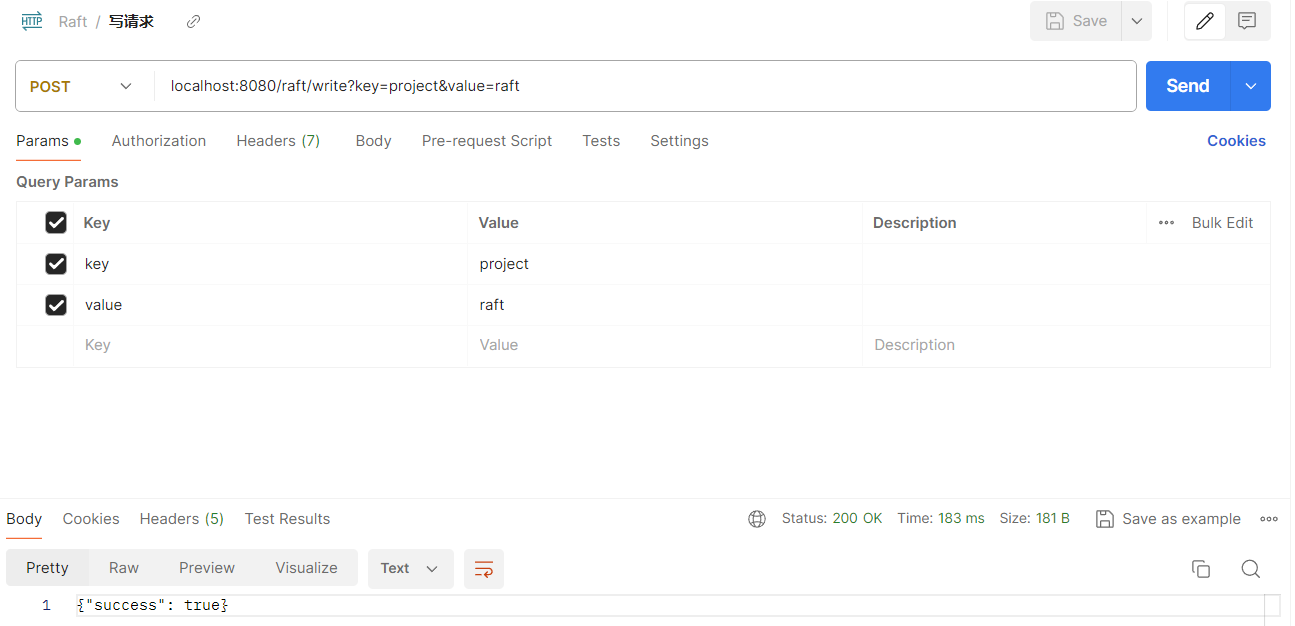 HTTP Raft / 写请求
Save
POST localhost:8080/raft/write?key=project&value=raft Send
Params Authorization Headers (7) Body Pre-request Script Tests Settings Cookies
Query Params
Key Value Description Bulk Edit
key project
value raft
Key Value Description
Body Cookies Headers (5) Test Results Status: 200 OK Time: 183 ms Size: 181 B Save as example
Pretty Raw Preview Visualize Text
1 {"success": true}